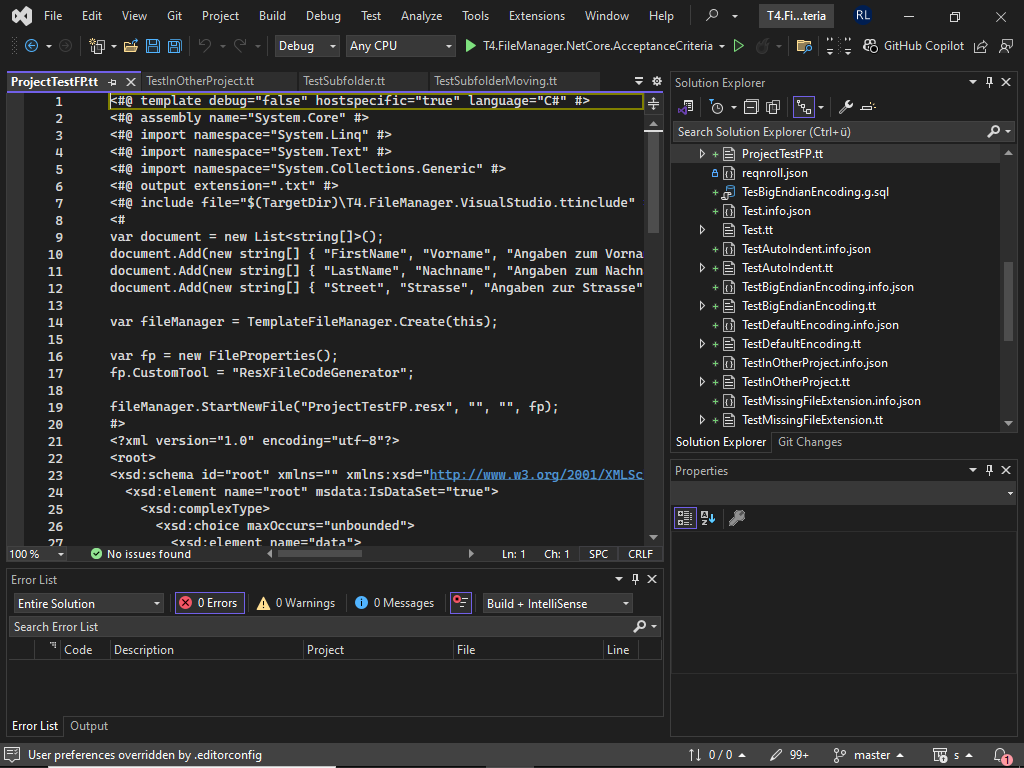 File Edit View Git Project Build Debug Test Analyze Tools Extensions Window Help T4.Fi...teria RL
Debug Any CPU T4.FileManager.NetCore.AcceptanceCriteria GitHub Copilot
ProjectTestFP.tt TestInOtherProject.tt TestSubfolder.tt TestSubfolderMoving.tt
1 <#@ template debug="false" hostspecific="true" language="C#" #>
2 <#@ assembly name="System.Core" #>
3 <#@ import namespace="System.Linq" #>
4 <#@ import namespace="System.Text" #>
5 <#@ import namespace="System.Collections.Generic" #>
6 <#@ output extension=".txt" #>
7 <#@ include file="$(TargetDir)\T4.FileManager.VisualStudio.ttinclude"
8 <#
9 var document = new List<string[]>();
10 document.Add(new string[] { "FirstName", "Vorname", "Angaben zum Vorna
11 document.Add(new string[] { "LastName", "Nachname", "Angaben zum Nachn
12 document.Add(new string[] { "Street", "Strasse", "Angaben zur Strasse"
13
14 var fileManager = TemplateFileManager.Create(this);
15
16 var fp = new FileProperties();
17 fp.CustomTool = "ResXFileCodeGenerator";
18
19 fileManager.StartNewFile("ProjectTestFP.resx", "", "", fp);
20 #>
21 <?xml version="1.0" encoding="utf-8"?>
22 <root>
23 <xsd:schema id="root" xmlns="" xmlns:xsd="http://www.w3.org/2001/XMLSc
24 <xsd:element name="root" msdata:IsDataSet="true">
25 <xsd:complexType>
26 <xsd:choice maxOccurs="unbounded">
27 <xsd:element name="data">
100 % No issues found Ln: 1 Ch: 1 SPC CRLF
Error List
Entire Solution 0 Errors 0 Warnings 0 Messages Build + IntelliSense
Search Error List
Code Description Project File Line
Error List Output
Solution Explorer
Search Solution Explorer (Ctrl+ü)
ProjectTestFP.tt
reqnroll.json
TesBigEndianEncoding.g.sql
Test.info.json
Test.tt
TestAutoIndent.info.json
TestAutoIndent.tt
TestBigEndianEncoding.info.json
TestBigEndianEncoding.tt
TestDefaultEncoding.info.json
TestDefaultEncoding.tt
TestInOtherProject.info.json
TestInOtherProject.tt
TestMissingFileExtension.info.json
TestMissingFileExtension.tt
Solution Explorer Git Changes
Properties
User preferences overridden by .editorconfig 0 / 0 99+ master s 1